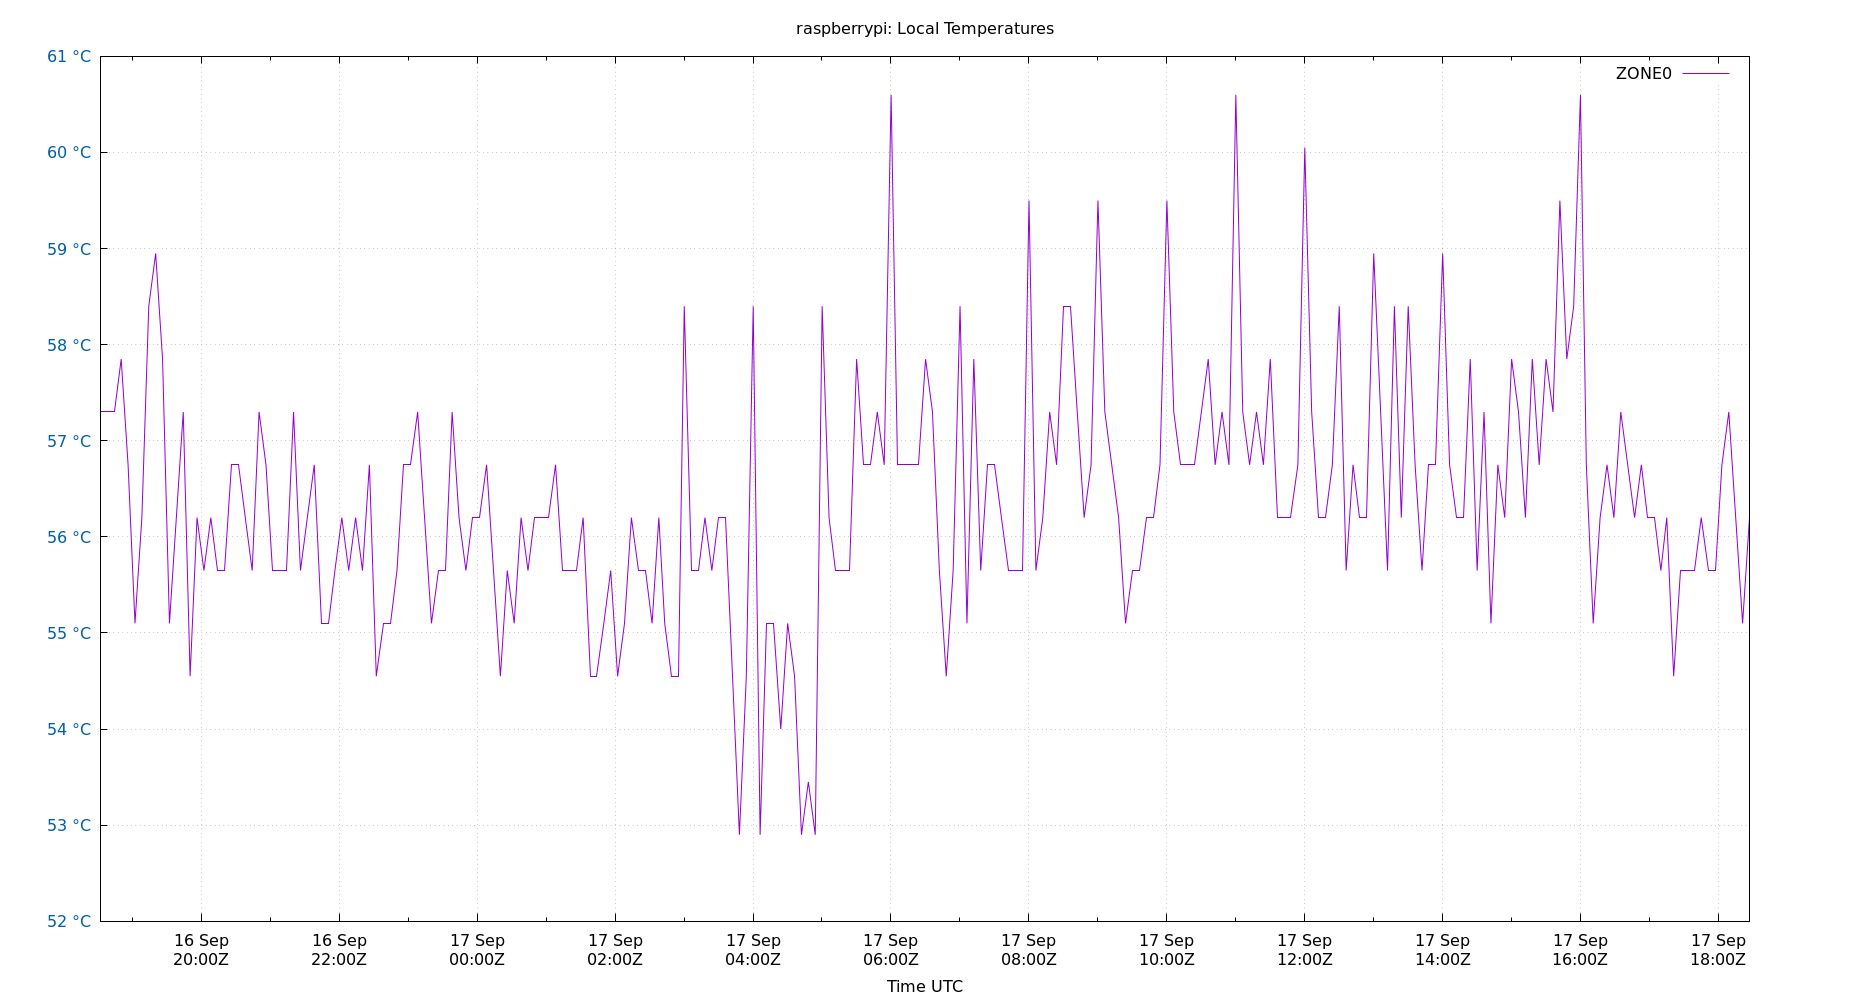 raspberrypi: Local Temperatures
ZONE0
61 °C
60 °C
59 °C
58 °C
57 °C
56 °C
55 °C
54 °C
53 °C
52 °C
16 Sep 16 Sep 17 Sep 17 Sep 17 Sep 17 Sep 17 Sep 17 Sep 17 Sep 17 Sep 17 Sep 17 Sep
20:00Z 22:00Z 00:00Z 02:00Z 04:00Z 06:00Z 08:00Z 10:00Z 12:00Z 14:00Z 16:00Z 18:00Z
Time UTC